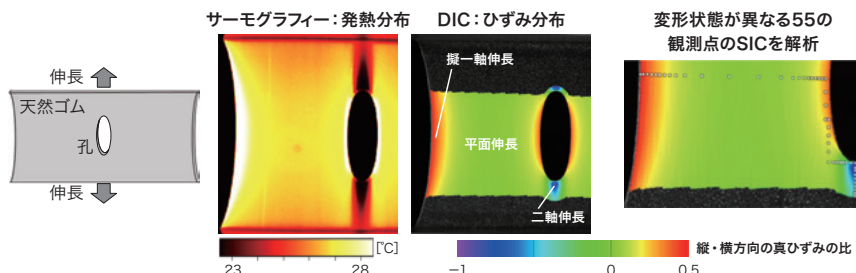 サーモグラフィー：発熱分布
DIC：ひずみ分布
変形状態が異なる55の
観測点のSICを解析
伸長
天然ゴム
孔
伸長
擬一軸伸長
平面伸長
二軸伸長
[℃]
23
28
縦・横方向の真ひずみの比
−1
0
0.5